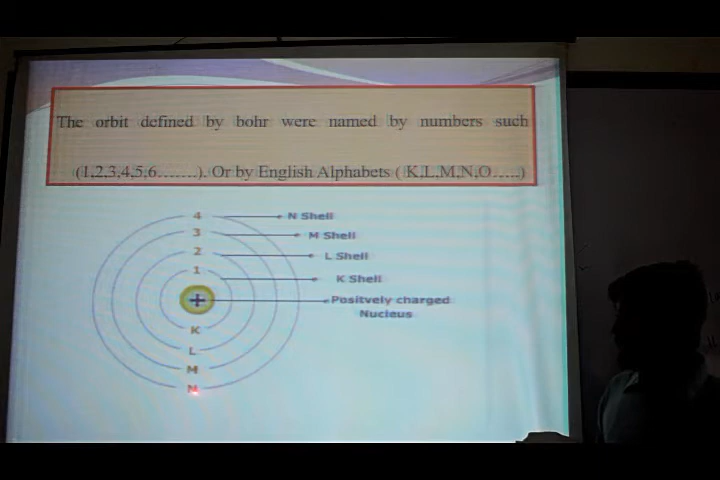 The orbit defined by bohr were named by numbers such
(1,2,3,4,5,6........). Or by English Alphabets ( K,L,M,N,O.....)
4 N Shell
3 M Shell
2 L Shell
1 K Shell
+ Positvely charged
Nucleus
K
L
M
N